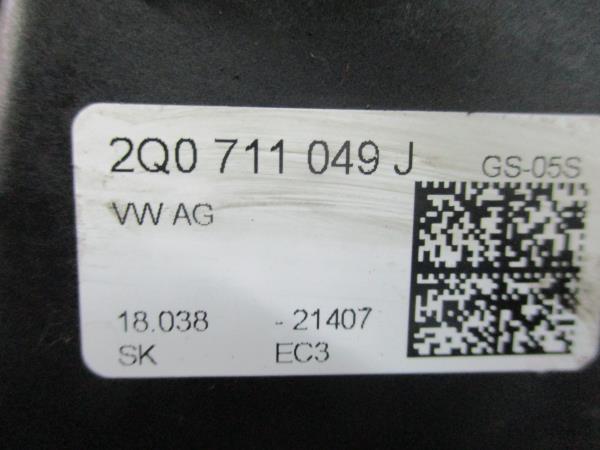 2Q0 711 049 J GS-05S
VW AG
18.038 - 21407
SK EC3